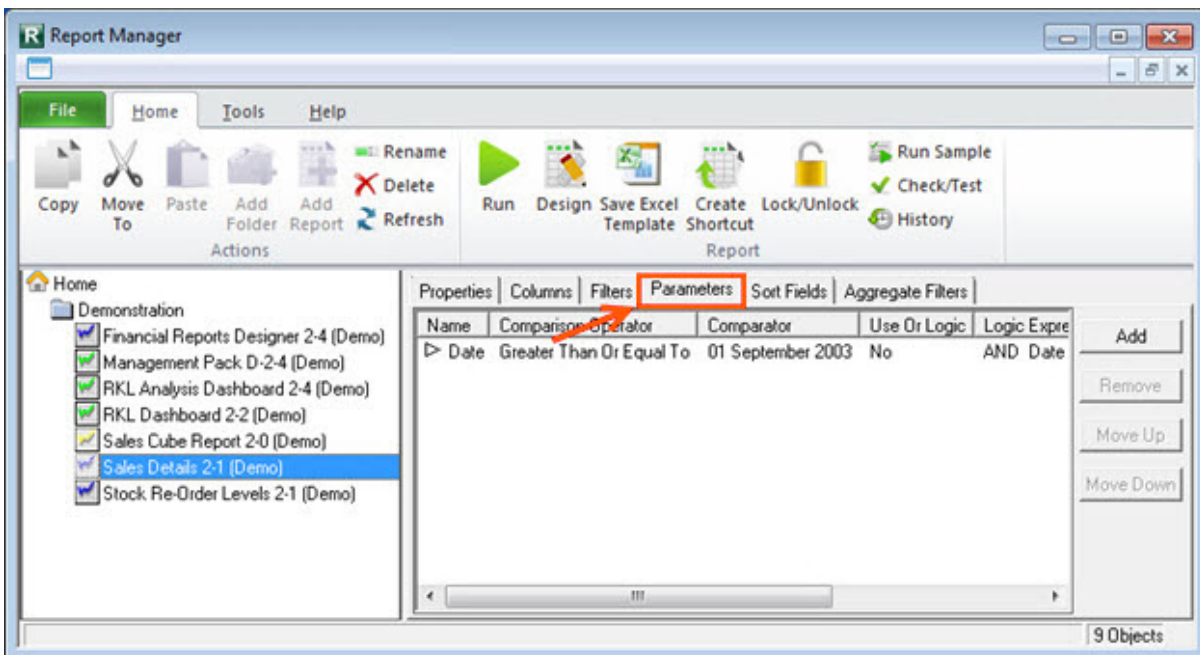 R Report Manager
File Home Tools Help
Copy
Move To
Paste
Add Folder
Add Report
Rename
Delete
Refresh
Actions
Run
Design
Save Excel Template
Create Shortcut
Lock/Unlock
Run Sample
Check/Test
History
Report
Home
Demonstration
Financial Reports Designer 2-4 (Demo)
Management Pack D-2-4 (Demo)
RKL Analysis Dashboard 2-4 (Demo)
RKL Dashboard 2-2 (Demo)
Sales Cube Report 2-0 (Demo)
Sales Details 2-1 (Demo)
Stock Re-Order Levels 2-1 (Demo)
Properties Columns Filters Parameters Sort Fields Aggregate Filters
Name Comparison Operator Comparator Use Or Logic Logic Expre
Date Greater Than Or Equal To 01 September 2003 No AND Date
Add
Remove
Move Up
Move Down
9 Objects